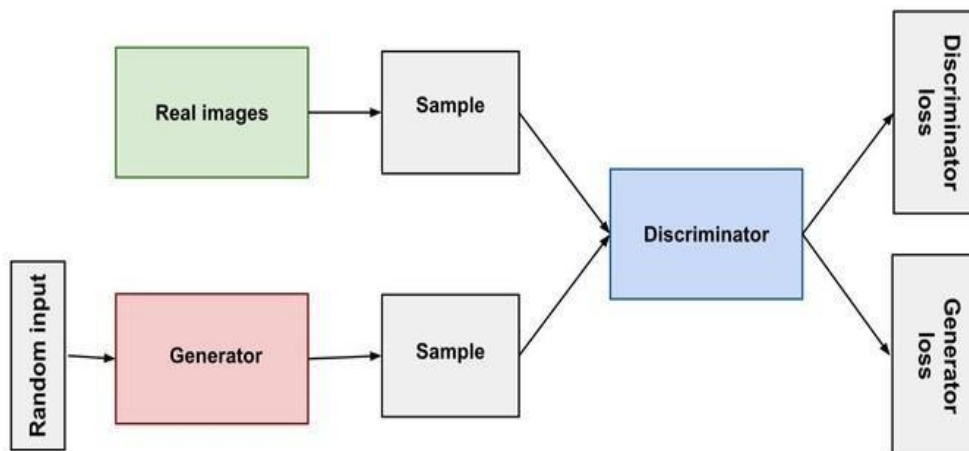 Real images
Sample
Discriminator
Discriminator
loss
Random input
Generator
Sample
Generator
loss